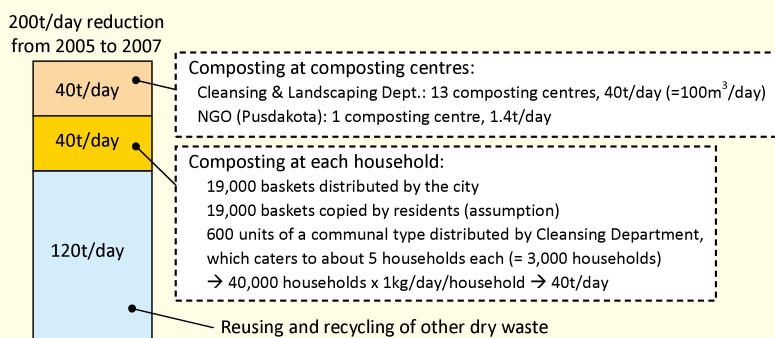 200t/day reduction
from 2005 to 2007
40t/day
40t/day
120t/day
Composting at composting centres:
Cleansing & Landscaping Dept.: 13 composting centres, 40t/day (=100m³/day)
NGO (Pusdakota): 1 composting centre, 1.4t/day
Composting at each household:
19,000 baskets distributed by the city
19,000 baskets copied by residents (assumption)
600 units of a communal type distributed by Cleansing Department,
which caters to about 5 households each (= 3,000 households)
→ 40,000 households x 1kg/day/household → 40t/day
Reusing and recycling of other dry waste